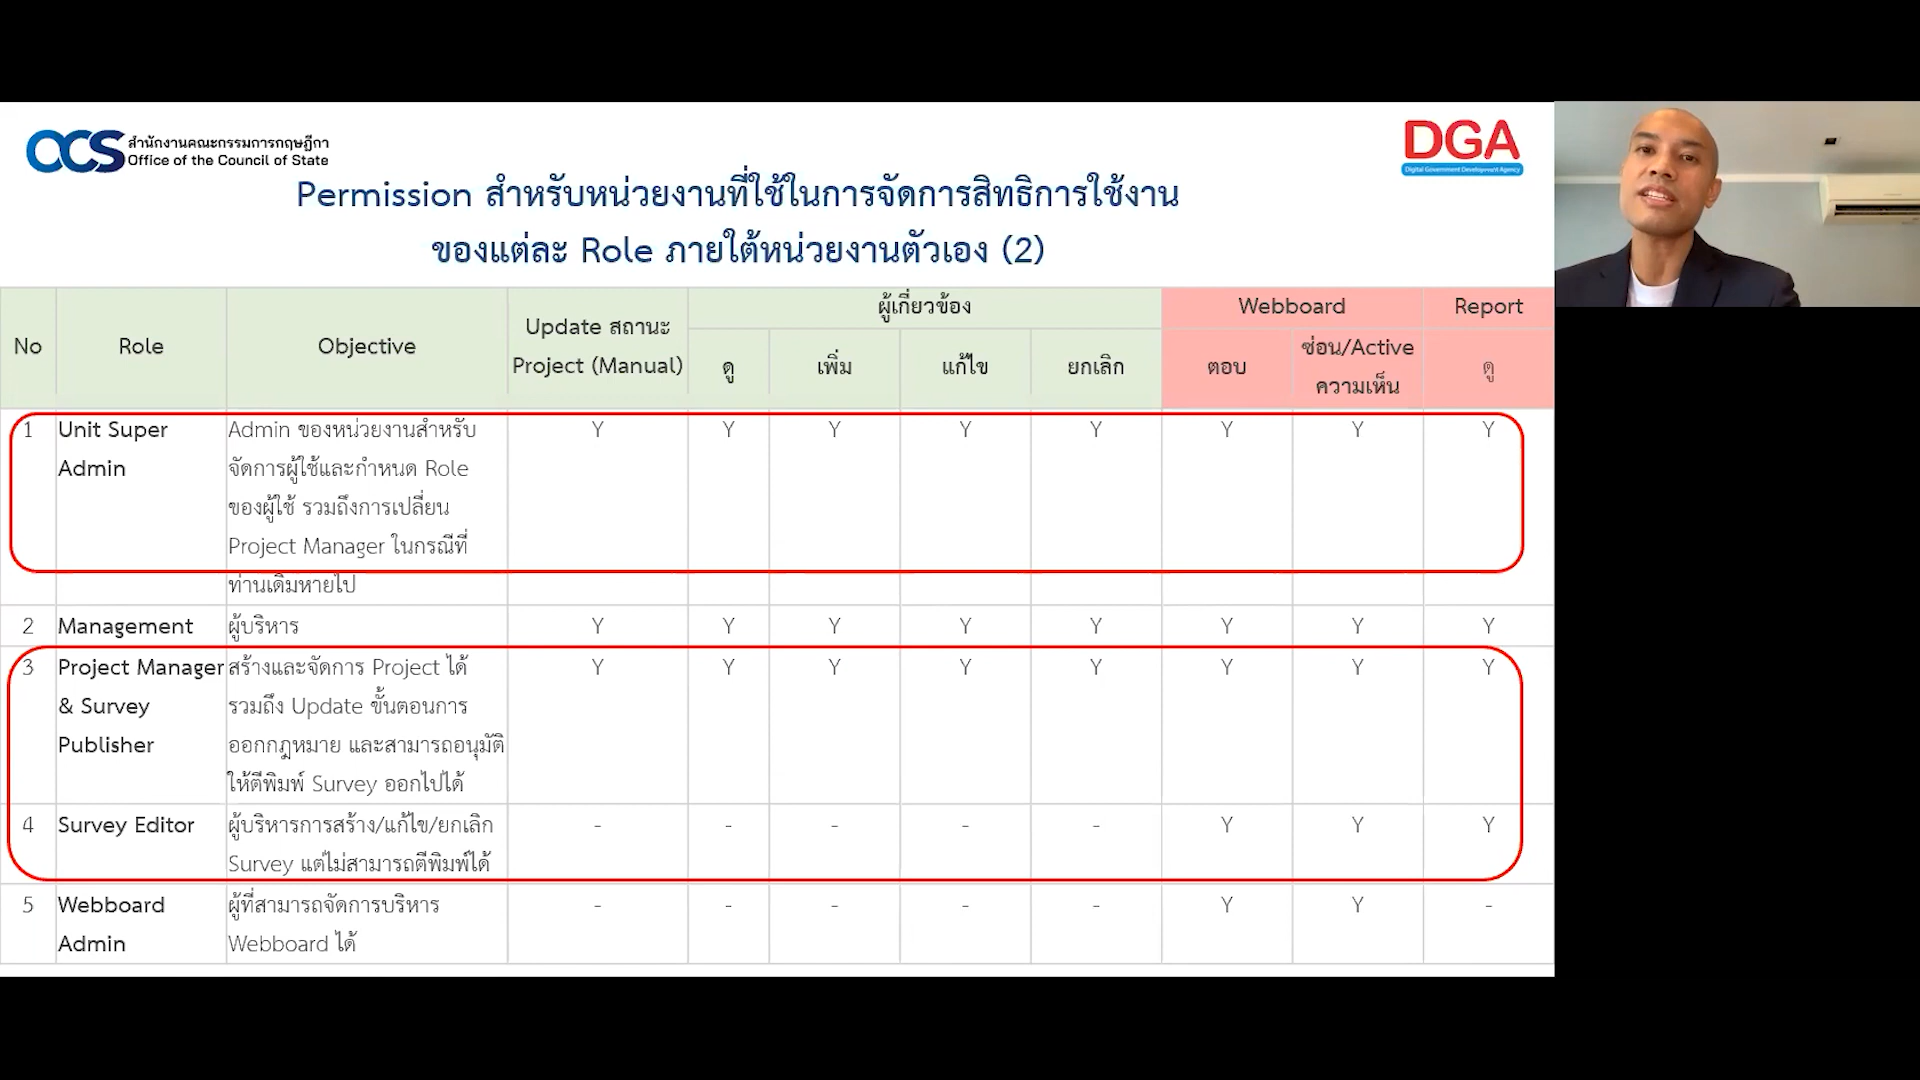 OCS สำนักงานคณะกรรมการกฤษฎีกา
Office of the Council of State
DGA
Digital Government Development Agency
Permission สำหรับหน่วยงานที่ใช้ในการจัดการสิทธิการใช้งาน
ของแต่ละ Role ภายใต้หน่วยงานตัวเอง (2)
No Role Objective Update สถานะ Project (Manual) ผู้เกี่ยวข้อง Webboard Report
ดู เพิ่ม แก้ไข ยกเลิก ตอบ ซ่อน/Active ความเห็น ดู
1 Unit Super Admin
Admin ของหน่วยงานสำหรับ
จัดการผู้ใช้และกำหนด Role
ของผู้ใช้ รวมถึงการเปลี่ยน
Project Manager ในกรณีที่
ท่านเดิมหายไป
Y Y Y Y Y Y Y Y
2 Management ผู้บริหาร Y Y Y Y Y Y Y Y
3 Project Manager & Survey Publisher
สร้างและจัดการ Project ได้
รวมถึง Update ขั้นตอนการ
ออกกฎหมาย และสามารถอนุมัติ
ให้ตีพิมพ์ Survey ออกไปได้
Y Y Y Y Y Y Y Y
4 Survey Editor
ผู้บริหารการสร้าง/แก้ไข/ยกเลิก
Survey แต่ไม่สามารถตีพิมพ์ได้
- - - - - Y Y Y
5 Webboard Admin
ผู้ที่สามารถจัดการบริหาร
Webboard ได้
- - - - - Y Y -